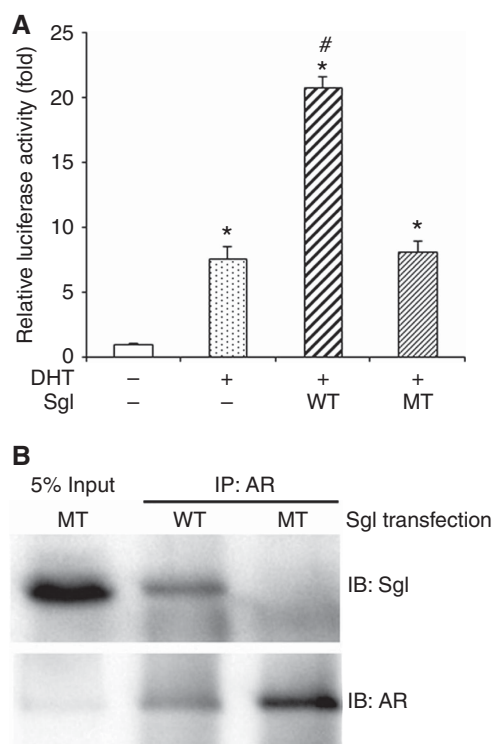 A
Relative luciferase activity (fold)
25
20
15
10
5
0
#
*
*
*
DHT – + + +
Sgl – – WT MT
B
5% Input IP: AR
MT WT MT Sgl transfection
IB: Sgl
IB: AR